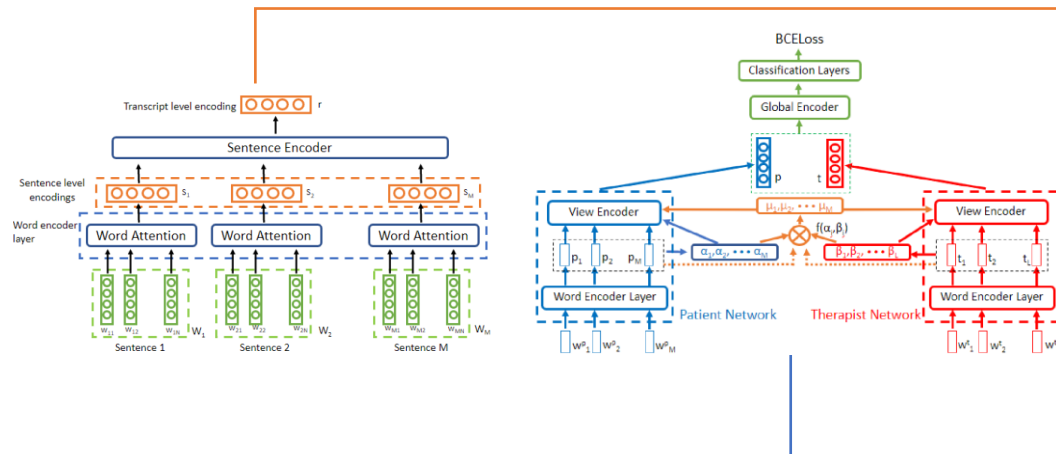 Transcript level encoding
r
Sentence Encoder
Sentence level encodings
S1
S2
SM
Word encoder layer
Word Attention
Word Attention
Word Attention
w11
w12
w1N
W1
w21
w22
w2N
W2
wM1
wM2
wMN
WM
Sentence 1
Sentence 2
Sentence M
BCELoss
Classification Layers
Global Encoder
p
t
View Encoder
μ1,μ2, ··· μM
View Encoder
f(αi,βj)
p1
p2
pM
α1,α2, ··· αM
β1,β2, ··· βL
t1
t2
tL
Word Encoder Layer
Word Encoder Layer
Patient Network
Therapist Network
wp1
wp2
wpM
wt1
wt2